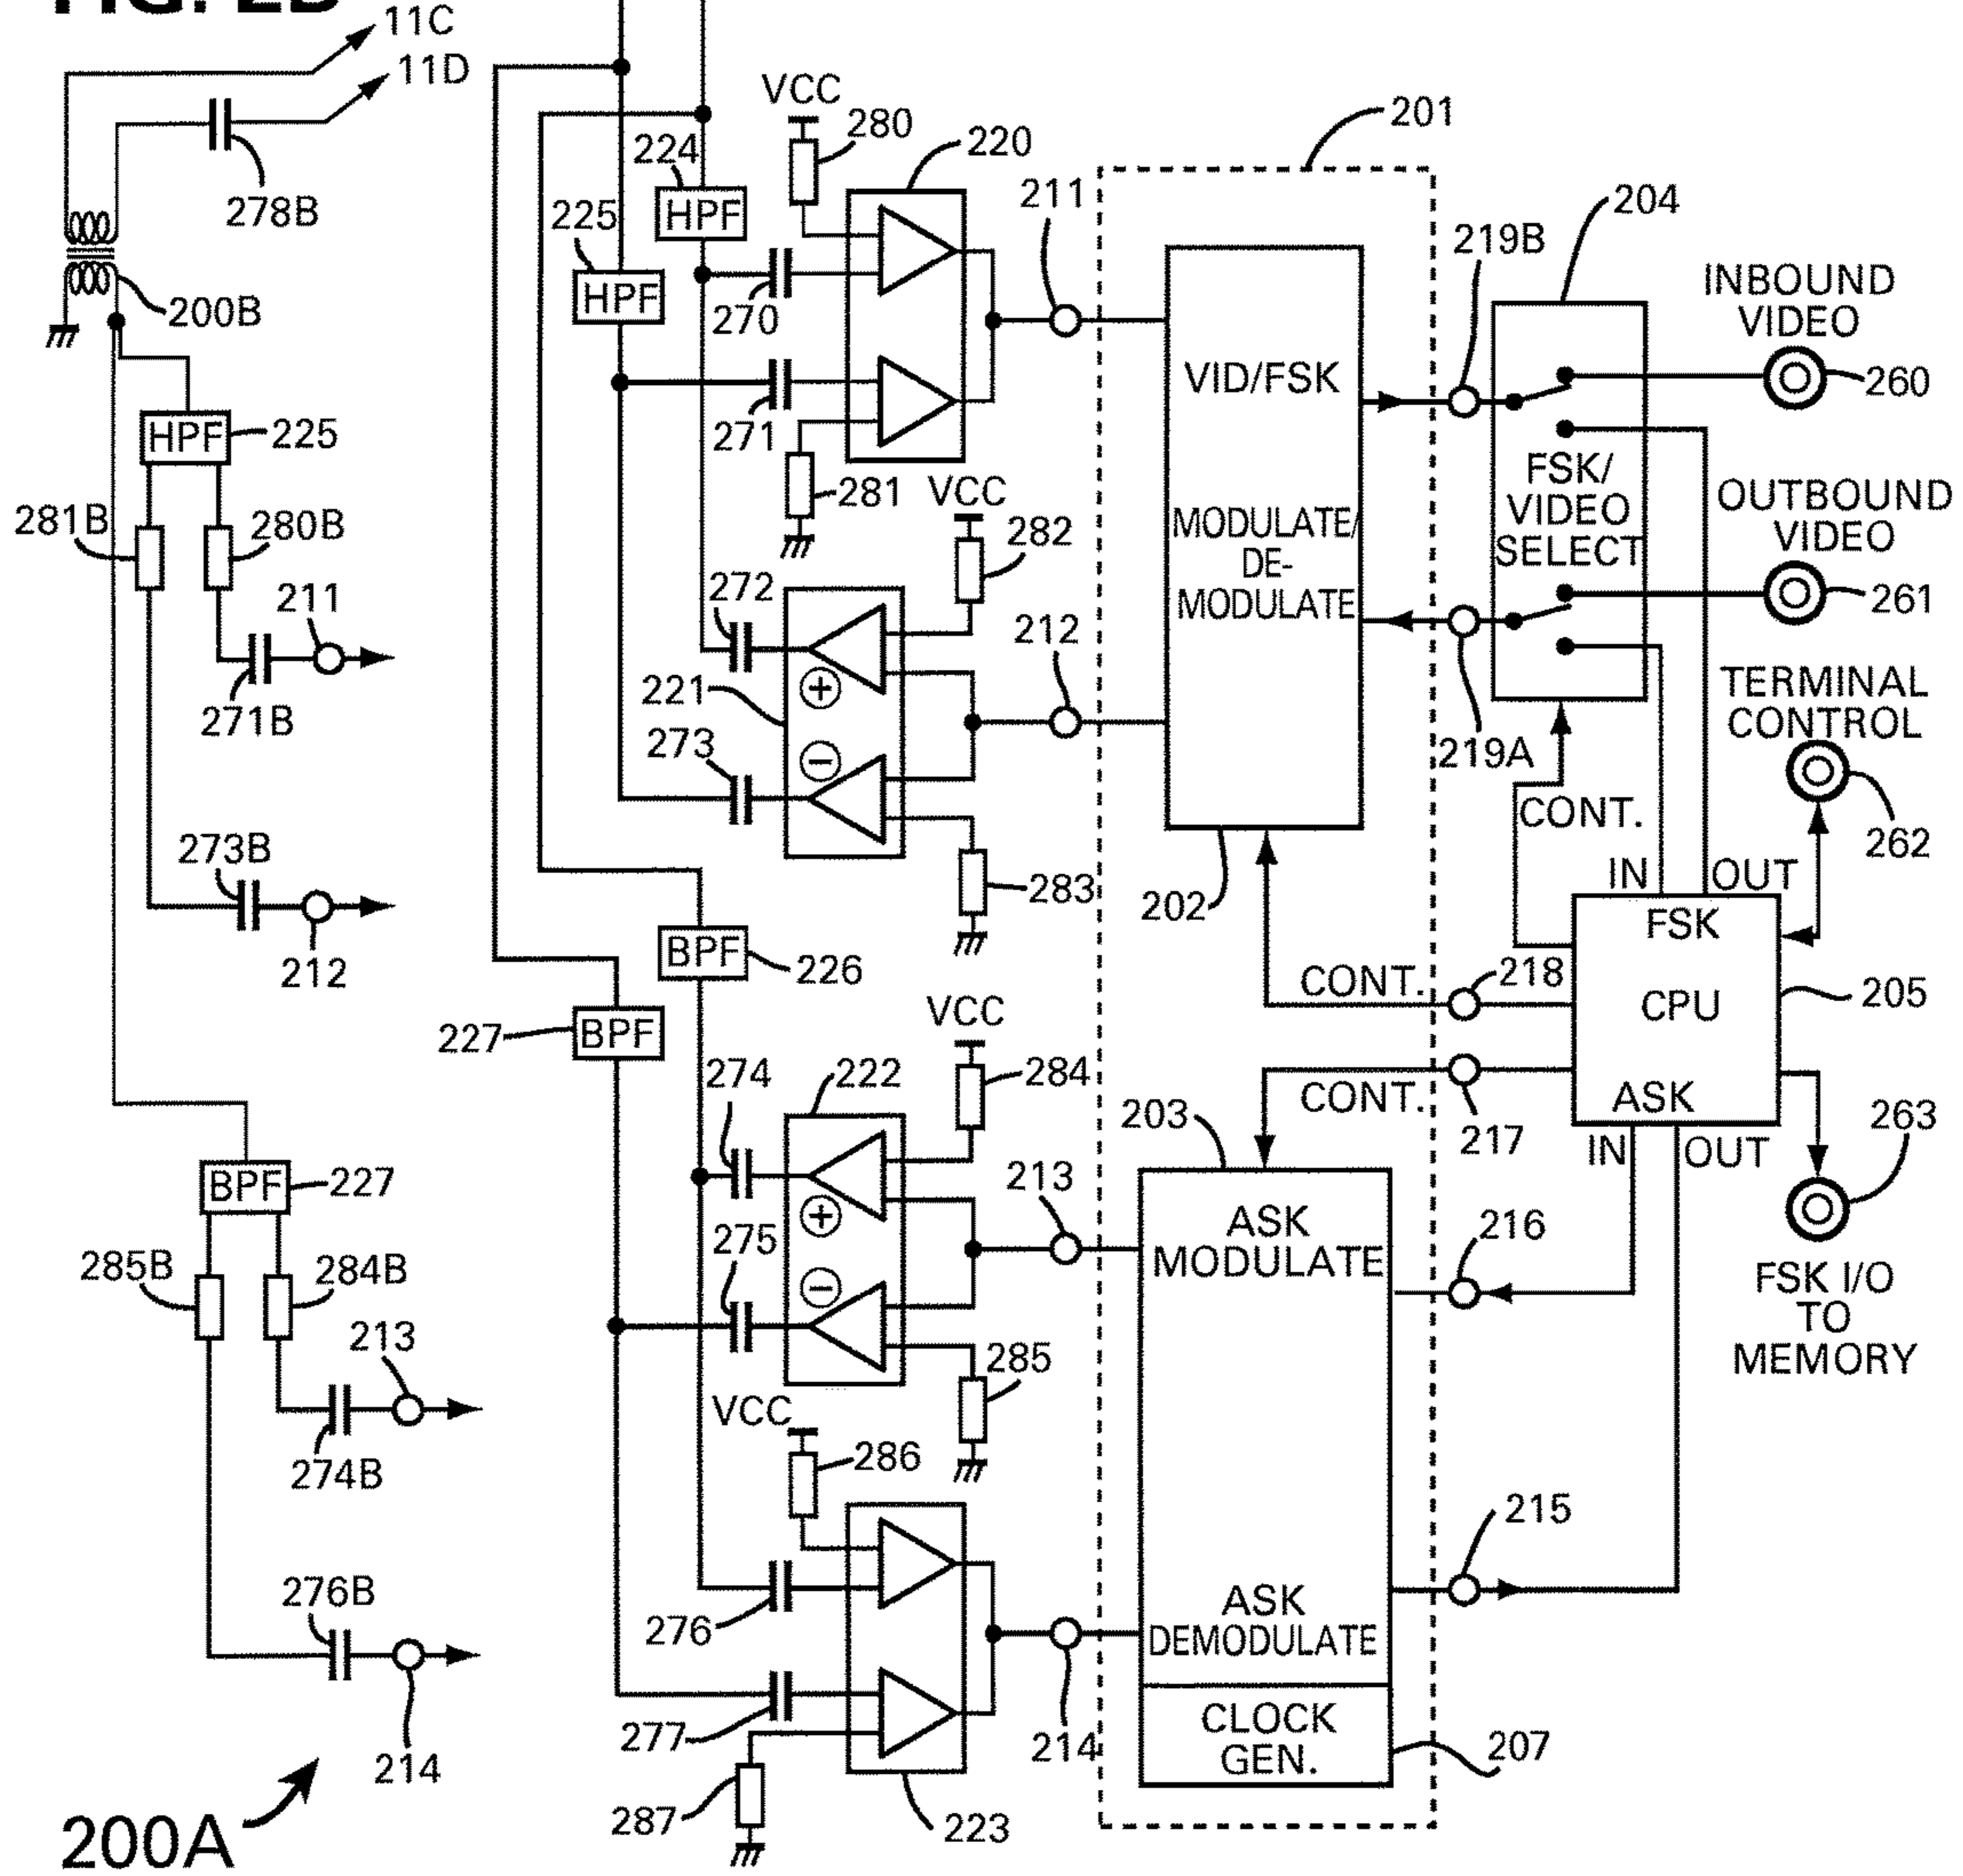 FIG. 2B
11C
11D
278B
200B
HPF
225
281B
280B
211
271B
273B
212
BPF
227
285B
284B
213
274B
276B
214
200A
VCC
280
224
HPF
225
HPF
220
270
271
281
211
VCC
282
272
221
+
−
273
212
283
BPF
226
227
BPF
VCC
284
274
222
+
−
275
213
285
VCC
286
276
277
287
223
214
201
VID/FSK
MODULATE/
DE-
MODULATE
202
CONT.
218
CONT.
217
203
ASK
MODULATE
216
ASK
DEMODULATE
215
CLOCK
GEN.
207
219B
204
FSK/
VIDEO
SELECT
219A
CONT.
IN
OUT
FSK
CPU
205
ASK
IN
OUT
INBOUND
VIDEO
260
OUTBOUND
VIDEO
261
TERMINAL
CONTROL
262
263
FSK I/O
TO
MEMORY